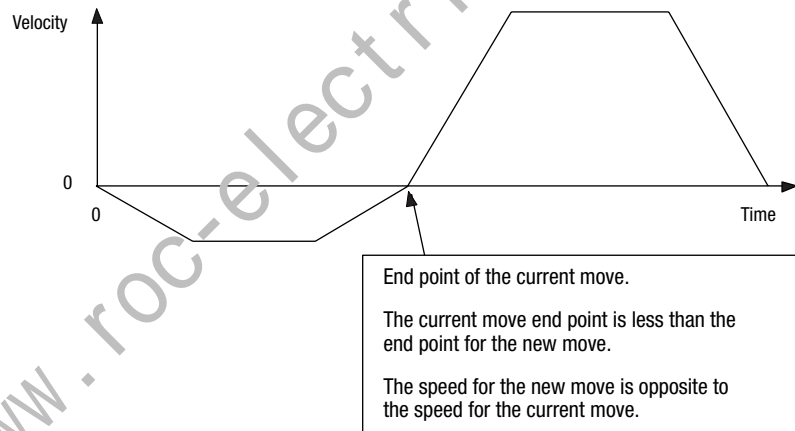 Velocity
0
0
Time
End point of the current move.
The current move end point is less than the
end point for the new move.
The speed for the new move is opposite to
the speed for the current move.
www.roc-electri